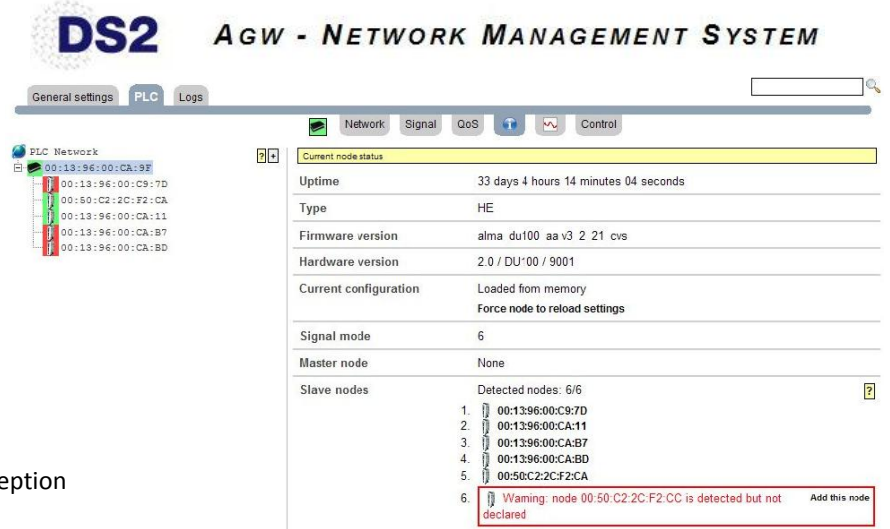 DS2 AGW - NETWORK MANAGEMENT SYSTEM
General settings PLC Logs
Network Signal QoS Control
PLC Network
00:13:96:00:CA:9F
00:13:96:00:C9:7D
00:50:C2:2C:F2:CA
00:13:96:00:CA:11
00:13:96:00:CA:B7
00:13:96:00:CA:BD
? +
Current node status
Uptime 33 days 4 hours 14 minutes 04 seconds
Type HE
Firmware version alma du100 aa v3 2 21 cvs
Hardware version 2.0 / DU*00 / 9001
Current configuration Loaded from memory
Force node to reload settings
Signal mode 6
Master node None
Slave nodes Detected nodes: 6/6 ?
1. 00:13:96:00:C9:7D
2. 00:13:96:00:CA:11
3. 00:13:96:00:CA:B7
4. 00:13:96:00:CA:BD
5. 00:50:C2:2C:F2:CA
6. Warning: node 00:50:C2:2C:F2:CC is detected but not Add this node
declared
eption